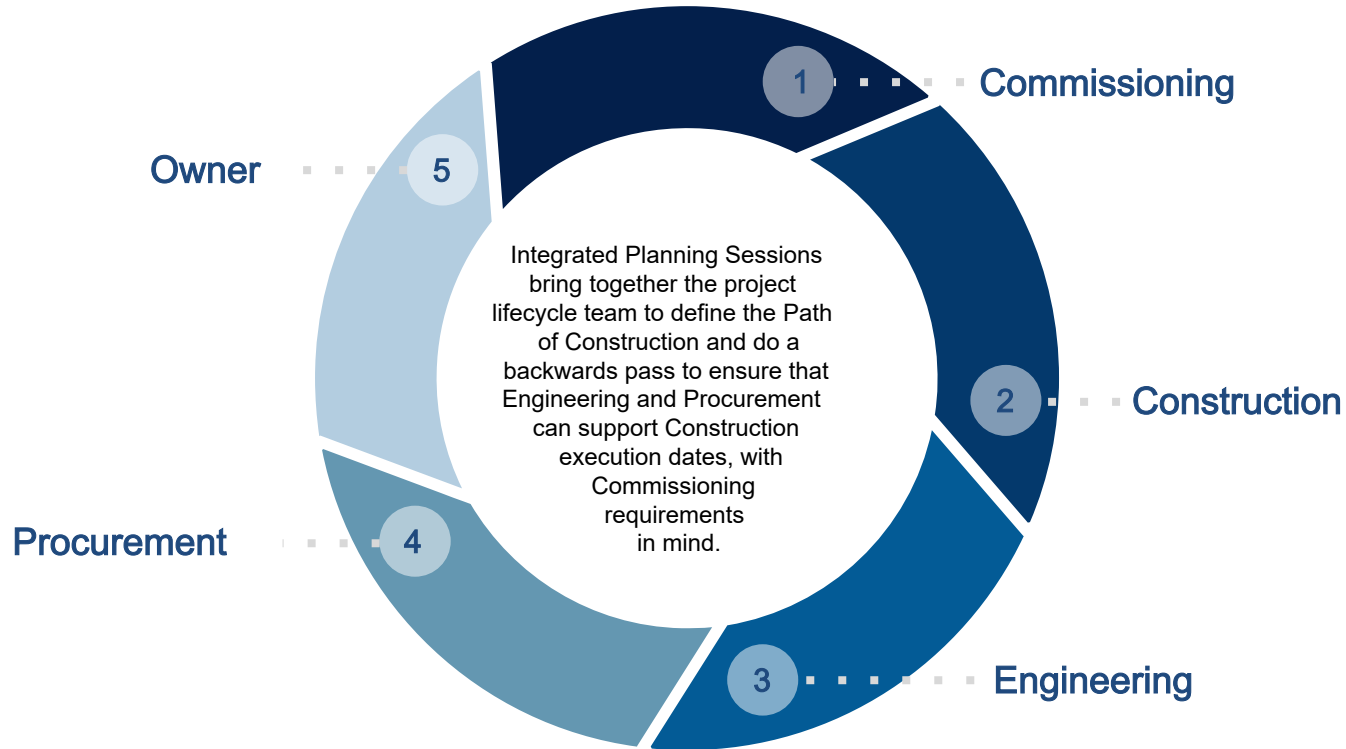 1
Commissioning
5
Owner
Integrated Planning Sessions
bring together the project
lifecycle team to define the Path
of Construction and do a
backwards pass to ensure that
Engineering and Procurement
can support Construction
execution dates, with
Commissioning
requirements
in mind.
2
Construction
Procurement
4
3
Engineering